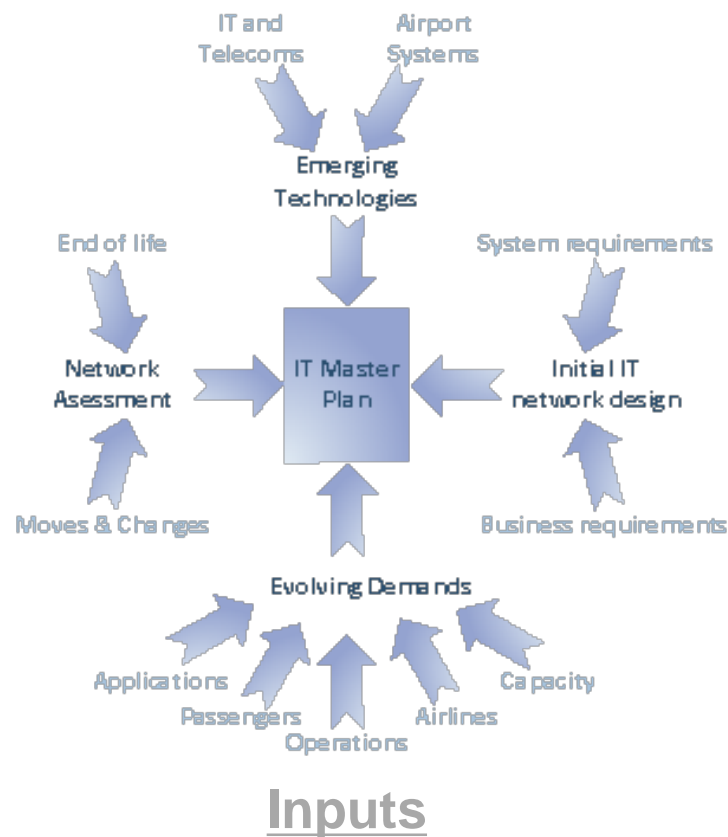 IT and
Telecoms
Airport
Systems
Emerging
Technologies
End of life
System requirements
Network
Asessment
IT Master
Plan
Initial IT
network design
Moves & Changes
Business requirements
Evolving Demands
Applications
Capacity
Passengers
Airlines
Operations
Inputs